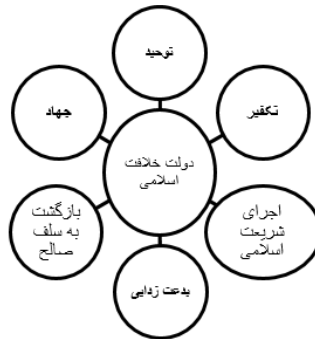 توحید
تکفیر
جهاد
دولت خلافت
اسلامی
اجرای
شریعت
اسلامی
بازگشت
به سلف
صالح
بدعت زدایی